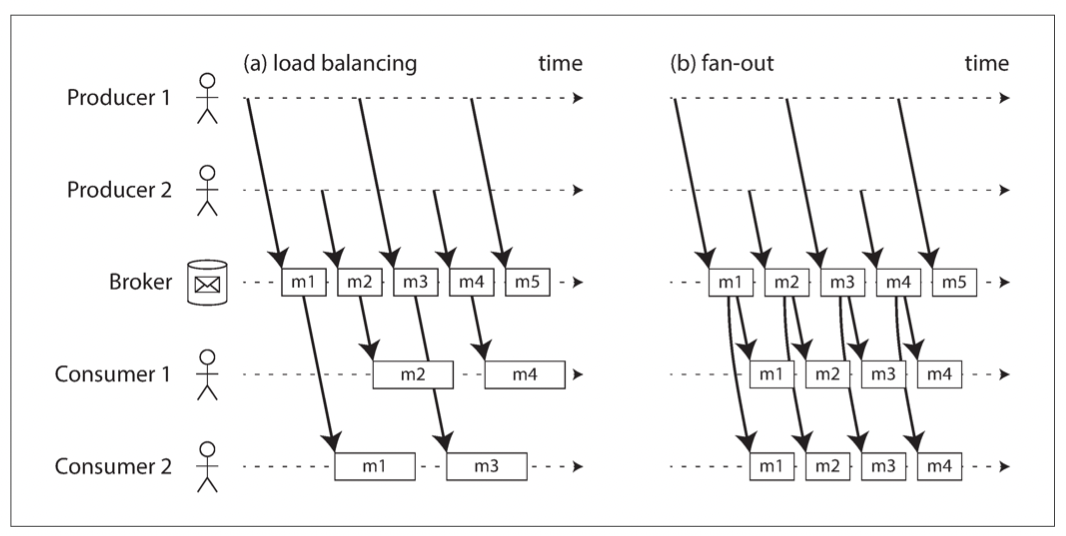 (a) load balancing time (b) fan-out time
Producer 1
Producer 2
Broker m1 m2 m3 m4 m5 m1 m2 m3 m4 m5
Consumer 1 m2 m4 m1 m2 m3 m4
Consumer 2 m1 m3 m1 m2 m3 m4